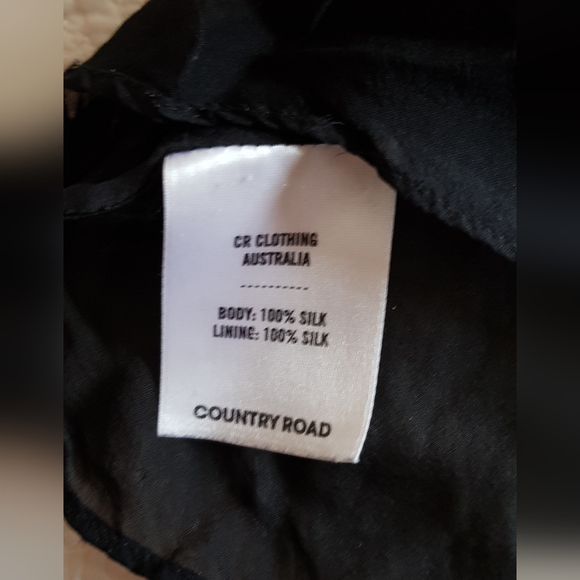 CR CLOTHING
AUSTRALIA
----------
BODY: 100% SILK
LINING: 100% SILK
COUNTRY ROAD